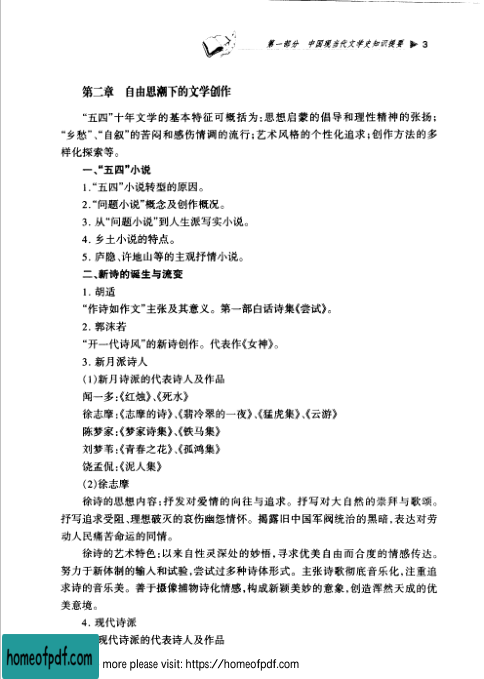 第一部分 中国现当代文学史知识提要 ▶ 3
第二章 自由思潮下的文学创作
“五四”十年文学的基本特征可概括为:思想启蒙的倡导和理性精神的张扬;
“乡愁”、“自叙”的苦闷和感伤情调的流行;艺术风格的个性化追求;创作方法的多
样化探索等。
一、“五四”小说
1.“五四”小说转型的原因。
2.“问题小说”概念及创作概况。
3. 从“问题小说”到人生派写实小说。
4. 乡土小说的特点。
5. 庐隐、许地山等的主观抒情小说。
二、新诗的诞生与流变
1. 胡适
“作诗如作文”主张及其意义。第一部白话诗集《尝试》。
2. 郭沫若
“开一代诗风”的新诗创作。代表作《女神》。
3. 新月派诗人
(1)新月诗派的代表诗人及作品
闻一多:《红烛》、《死水》
徐志摩:《志摩的诗》、《翡冷翠的一夜》、《猛虎集》、《云游》
陈梦家:《梦家诗集》、《铁马集》
刘梦苇:《青春之花》、《孤鸿集》
饶孟侃:《泥人集》
(2)徐志摩
徐诗的思想内容:抒发对爱情的向往与追求。抒写对大自然的崇拜与歌颂。
抒写追求受阻、理想破灭的哀伤幽怨情怀。揭露旧中国军阀统治的黑暗,表达对劳
动人民痛苦命运的同情。
徐诗的艺术特色:以来自性灵深处的妙悟,寻求优美自由而合度的情感传达。
努力于新体制的输入和试验,尝试过多种诗体形式。主张诗歌彻底音乐化,注重追
求诗的音乐美。善于摄像捕物诗化情感,构成新颖美妙的意象,创造浑然天成的优
美意境。
4. 现代诗派
现代诗派的代表诗人及作品
homeofpdf.com
more please visit: https://homeofpdf.com